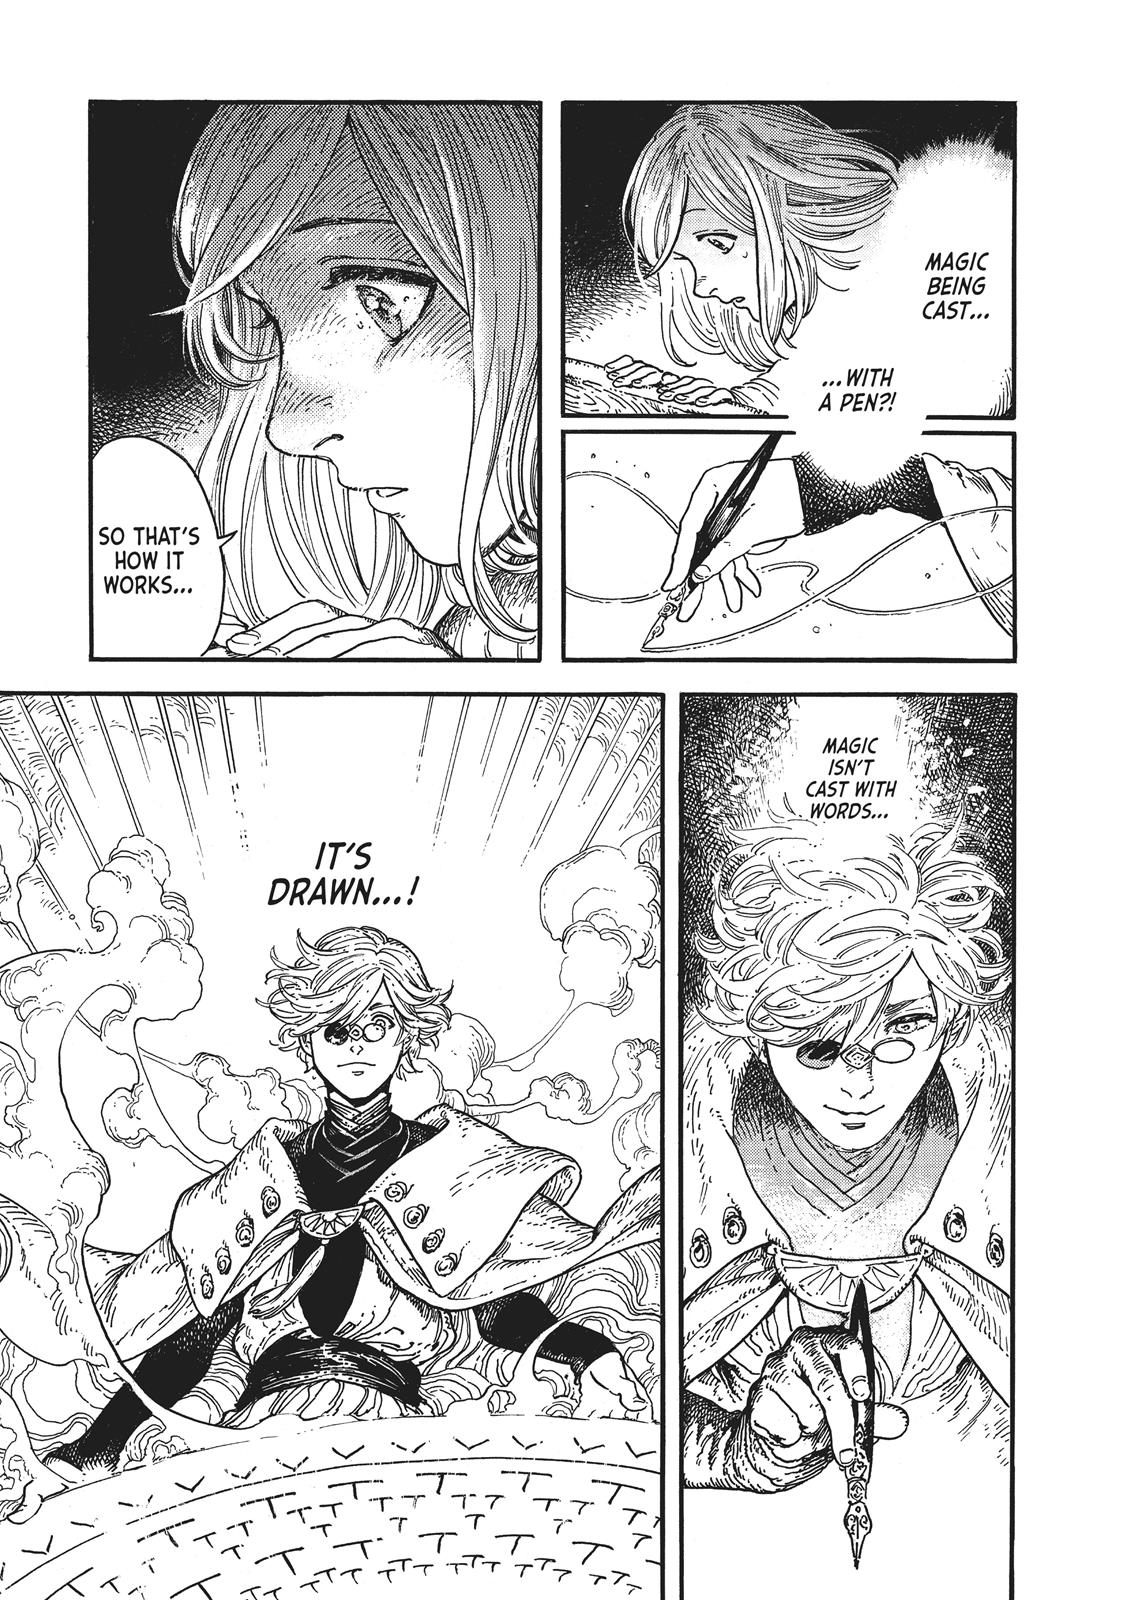 MAGIC
BEING
CAST...
...WITH
A PEN?!
SO THAT'S
HOW IT
WORKS...
MAGIC
ISN'T
CAST WITH
WORDS...
IT'S
DRAWN...!